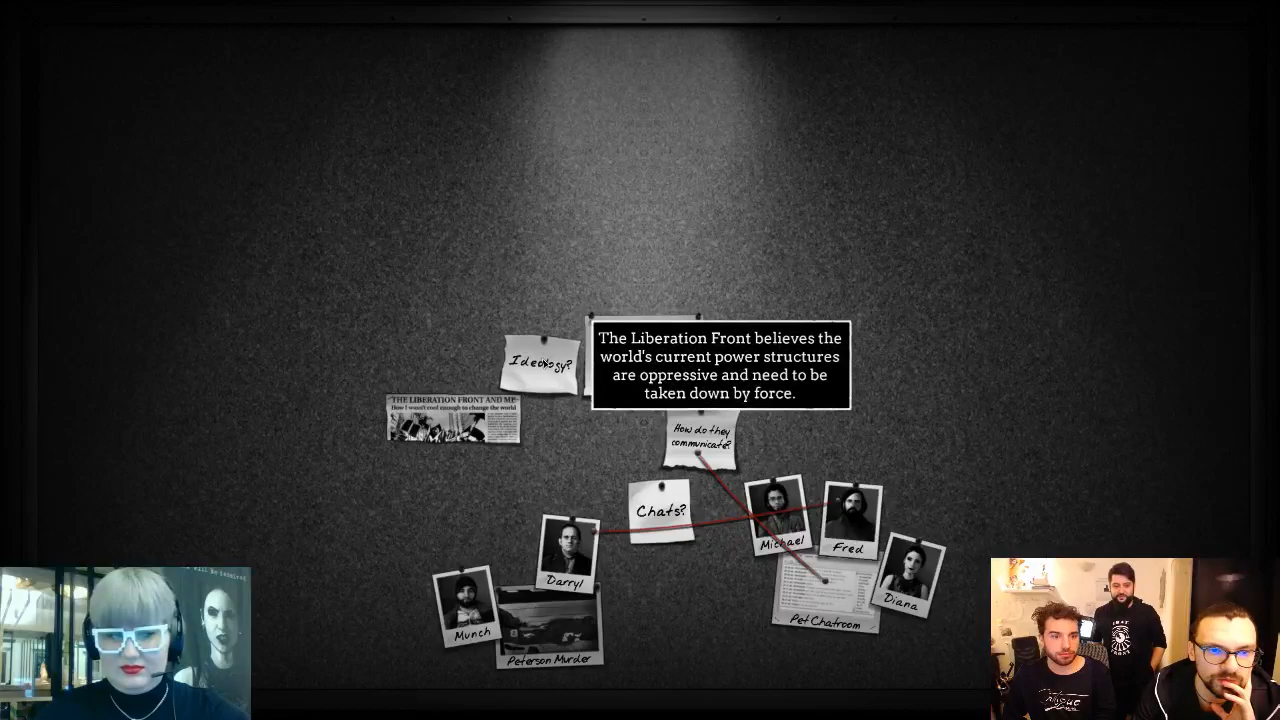 The Liberation Front believes the
world's current power structures
are oppressive and need to be
taken down by force.
Ideology?
THE LIBERATION FRONT AND ME
How I wasn't cool enough to change the world
How do they
communicate?
Chats?
Michael
Fred
Darryl
Diana
Munch
Pet Chatroom
Peterson Murder